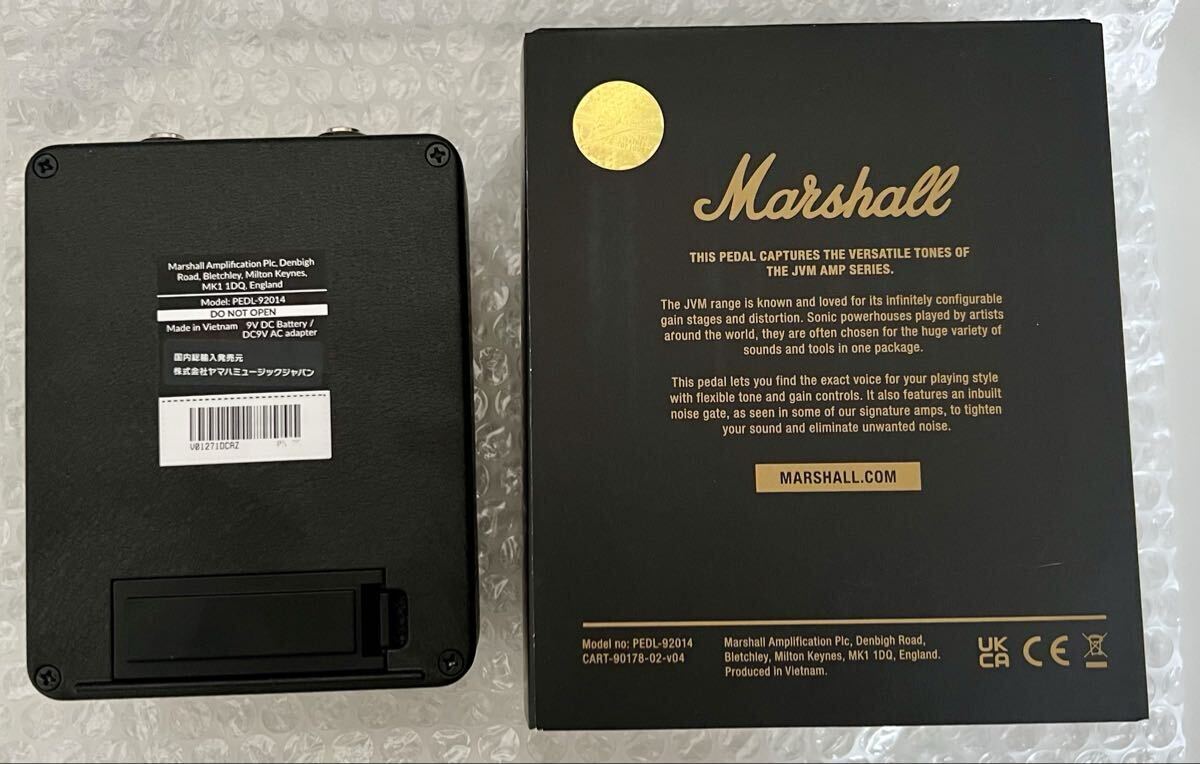 Marshall Amplification Plc, Denbigh
Road, Bletchley, Milton Keynes,
MK1 1DQ, England
Model: PEDL-92014
DO NOT OPEN
Made in Vietnam 9V DC Battery /
DC9V AC adapter
国内総輸入発売元
株式会社ヤマハミュージックジャパン
V01271DCRZ
Marshall
THIS PEDAL CAPTURES THE VERSATILE TONES OF
THE JVM AMP SERIES.
The JVM range is known and loved for its infinitely configurable
gain stages and distortion. Sonic powerhouses played by artists
around the world, they are often chosen for the huge variety of
sounds and tools in one package.
This pedal lets you find the exact voice for your playing style
with flexible tone and gain controls. It also features an inbuilt
noise gate, as seen in some of our signature amps, to tighten
your sound and eliminate unwanted noise.
MARSHALL.COM
Model no: PEDL-92014
CART-90178-02-v04
Marshall Amplification Plc, Denbigh Road,
Bletchley, Milton Keynes, MK1 1DQ, England.
Produced in Vietnam.
UK
CA
CE